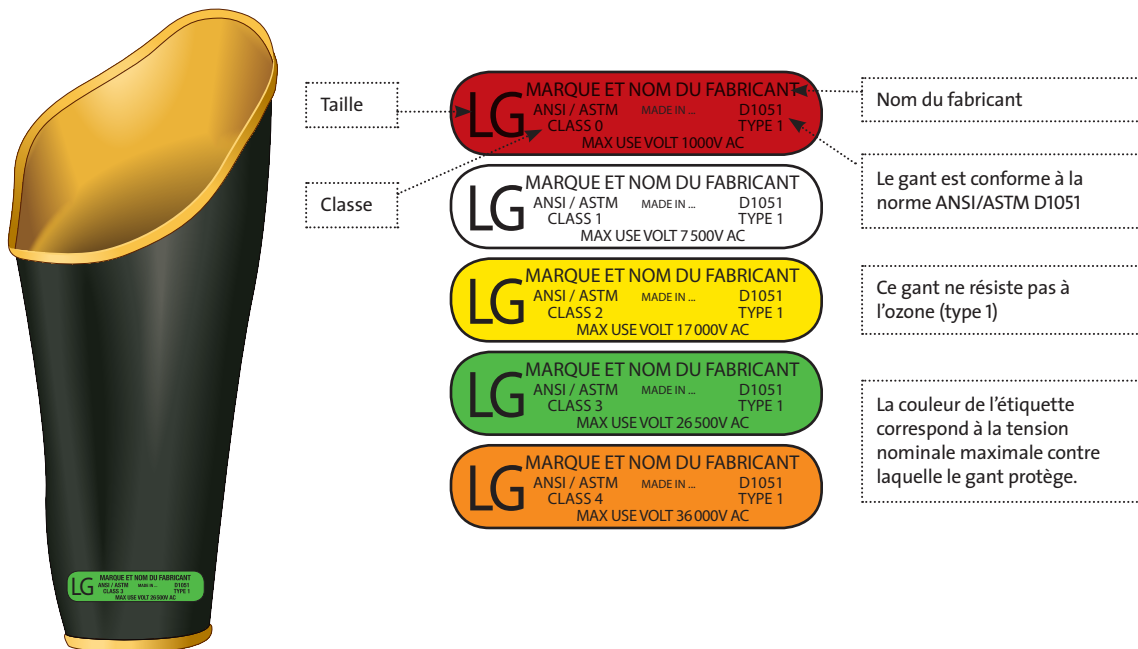 Taille
Classe
LG
MARQUE ET NOM DU FABRICANT
ANSI / ASTM MADE IN ... D1051
CLASS 0 TYPE 1
MAX USE VOLT 1000V AC
LG
MARQUE ET NOM DU FABRICANT
ANSI / ASTM MADE IN ... D1051
CLASS 1 TYPE 1
MAX USE VOLT 7 500V AC
LG
MARQUE ET NOM DU FABRICANT
ANSI / ASTM MADE IN ... D1051
CLASS 2 TYPE 1
MAX USE VOLT 17 000V AC
LG
MARQUE ET NOM DU FABRICANT
ANSI / ASTM MADE IN ... D1051
CLASS 3 TYPE 1
MAX USE VOLT 26 500V AC
LG
MARQUE ET NOM DU FABRICANT
ANSI / ASTM MADE IN ... D1051
CLASS 4 TYPE 1
MAX USE VOLT 36 000V AC
Nom du fabricant
Le gant est conforme à la
norme ANSI/ASTM D1051
Ce gant ne résiste pas à
l’ozone (type 1)
La couleur de l’étiquette
correspond à la tension
nominale maximale contre
laquelle le gant protège.
LG
MARQUE ET NOM DU FABRICANT
ANSI / ASTM MADE IN ... D1051
CLASS 3 TYPE 1
MAX USE VOLT 26 500V AC